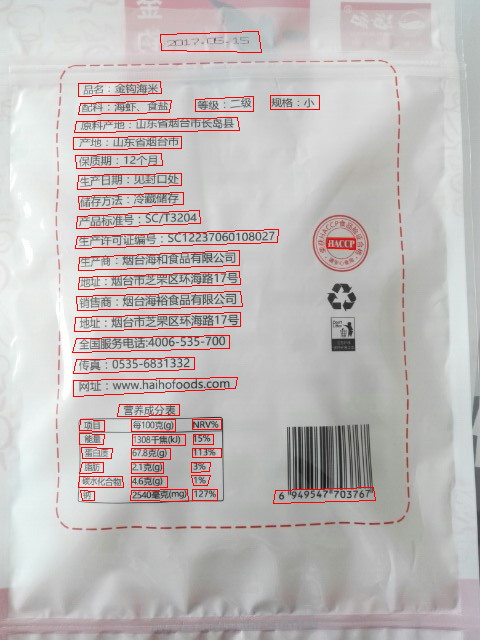 2017.05.15
品名：金钩海米
配料：海虾、食盐 等级：二级 规格：小
原料产地：山东省烟台市长岛县
产地：山东省烟台市
保质期：12个月
生产日期：见封口处
储存方法：冷藏储存
产品标准号：SC/T3204
生产许可证编号：SC12237060108027
生产商：烟台海和食品有限公司
地址：烟台市芝罘区环海路17号
销售商：烟台海裕食品有限公司
地址：烟台市芝罘区环海路17号
全国服务电话:4006-535-700
传真：0535-6831332
网址：www.haihofoods.com
营养成分表
项目 每100克(g) NRV%
能量 1308千焦(kJ) 15%
蛋白质 67.8克(g) 113%
脂肪 2.1克(g) 3%
碳水化合物 4.6克(g) 1%
钠 2540毫克(mg) 127%
HACCP
6 949547 703767